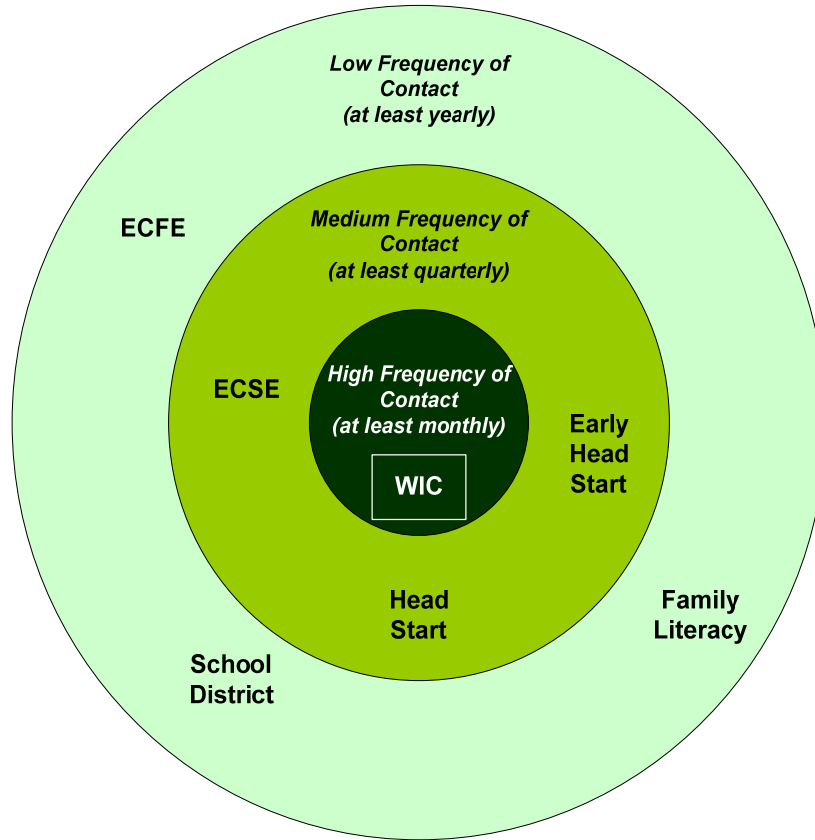 Low Frequency of
Contact
(at least yearly)
ECFE
Medium Frequency of
Contact
(at least quarterly)
ECSE
High Frequency of
Contact
(at least monthly)
WIC
Early
Head
Start
Head
Start
Family
Literacy
School
District